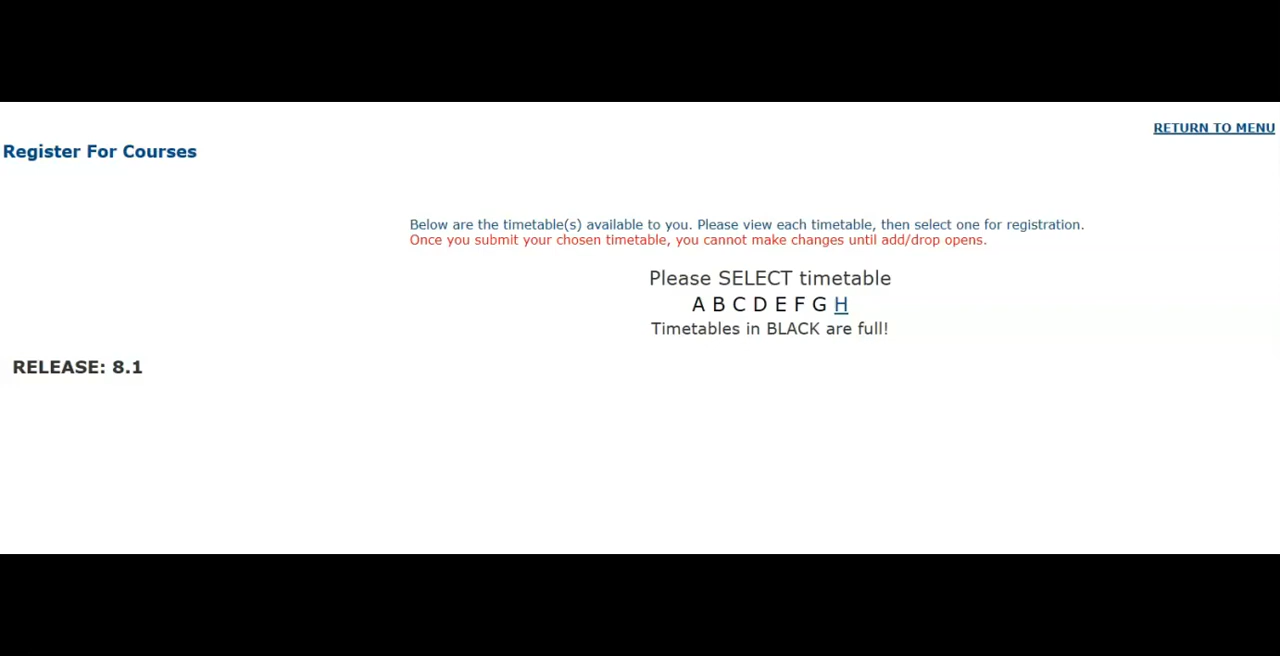 RETURN TO MENU
Register For Courses
Below are the timetable(s) available to you. Please view each timetable, then select one for registration.
Once you submit your chosen timetable, you cannot make changes until add/drop opens.
Please SELECT timetable
A B C D E F G H
Timetables in BLACK are full!
RELEASE: 8.1